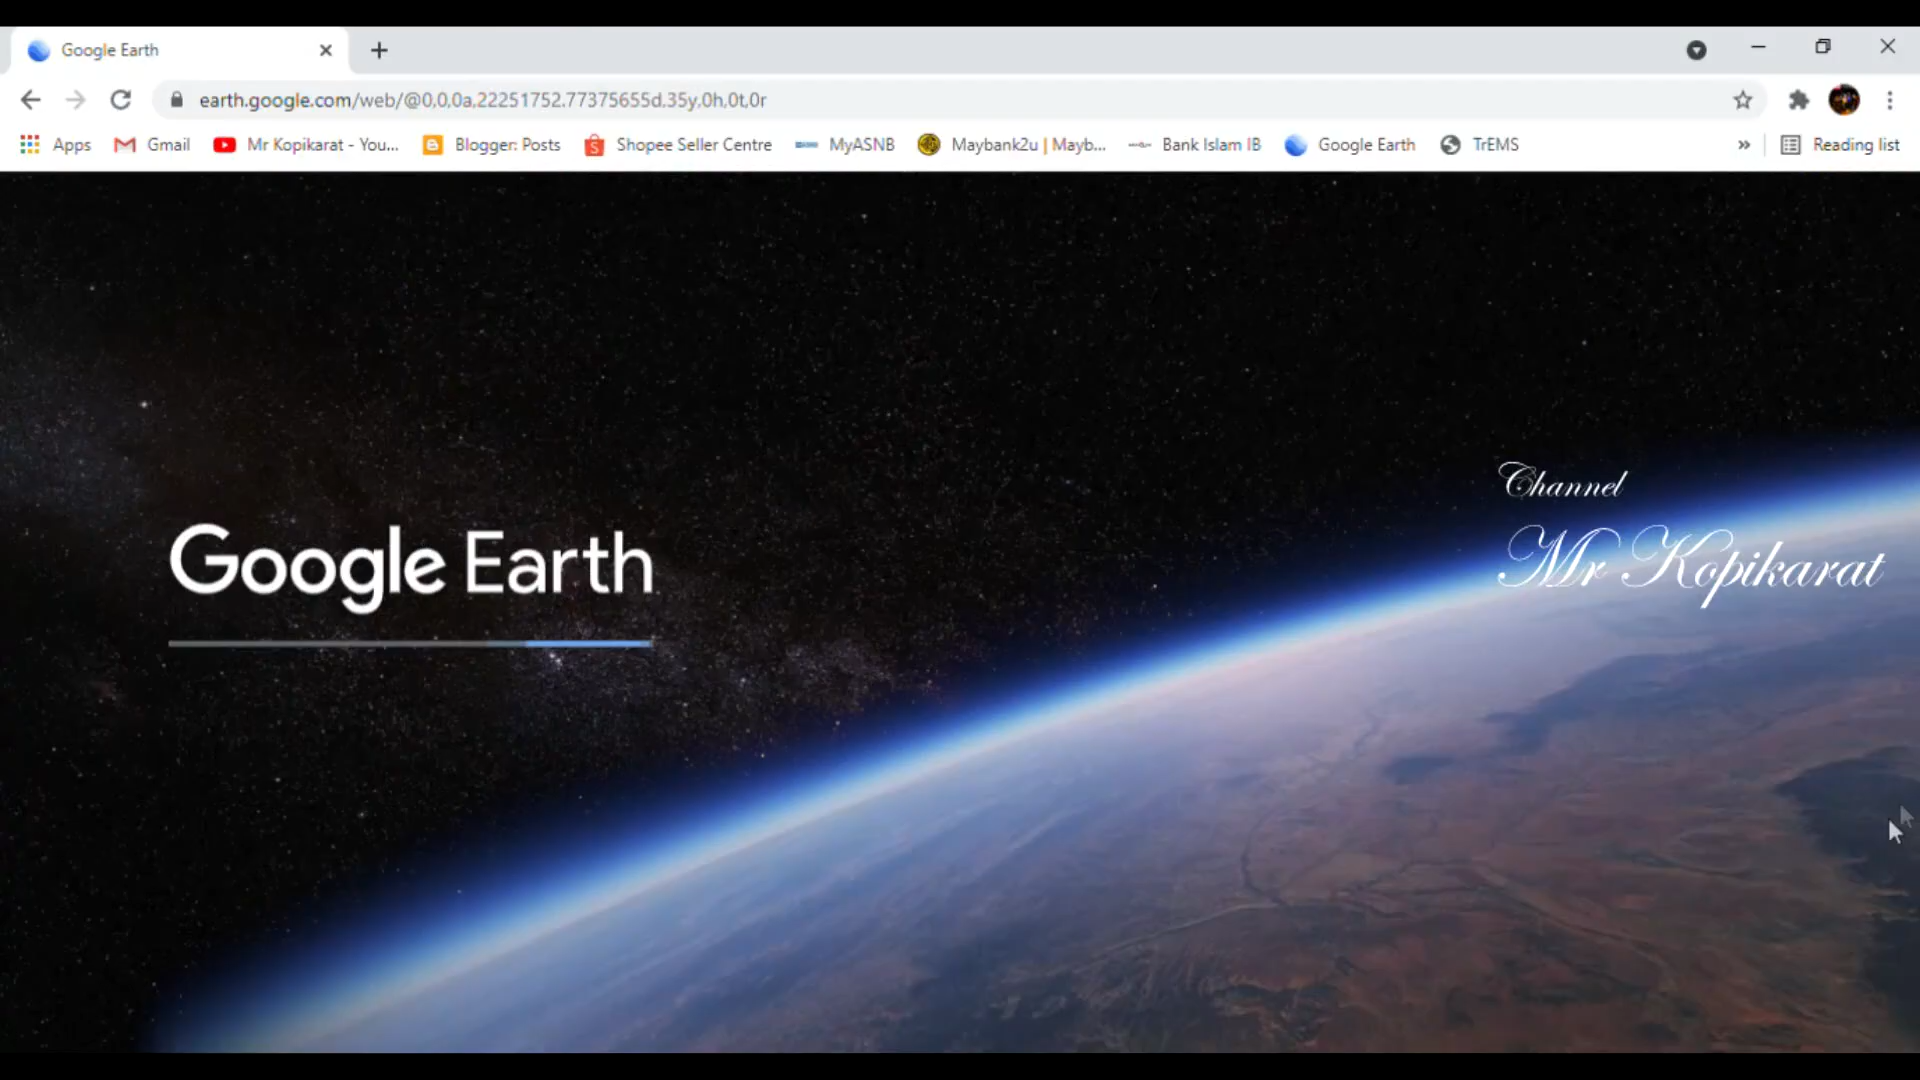 Google Earth
earth.google.com/web/@0,0,0a,22251752.77375655d,35y,0h,0t,0r
Apps Gmail Mr Kopikarat - You... Blogger: Posts Shopee Seller Centre MyASNB Maybank2u | Mayb... Bank Islam IB Google Earth TrEMS » Reading list
Channel
Mr Kopikarat
Google Earth